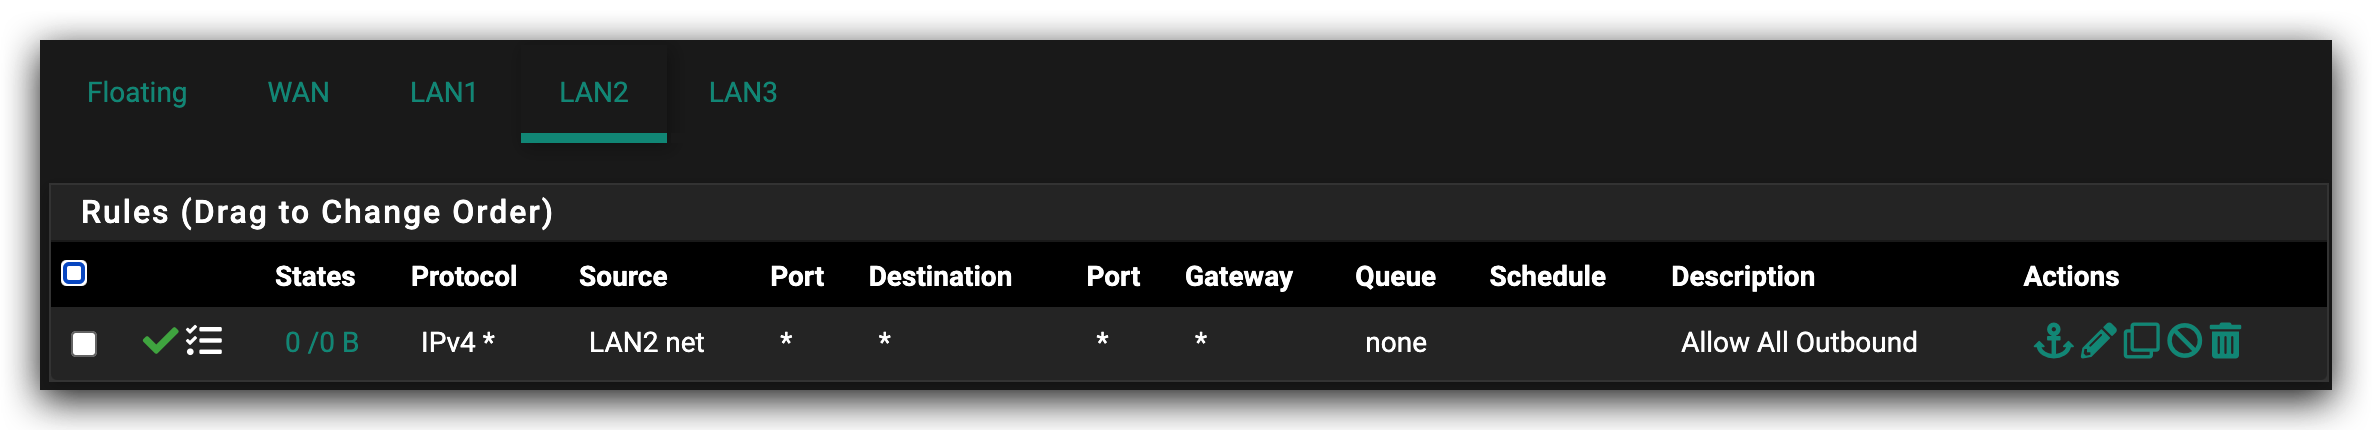 Floating WAN LAN1 LAN2 LAN3
Rules (Drag to Change Order)
States Protocol Source Port Destination Port Gateway Queue Schedule Description Actions
0 /0 B IPv4 * LAN2 net * * * * none Allow All Outbound